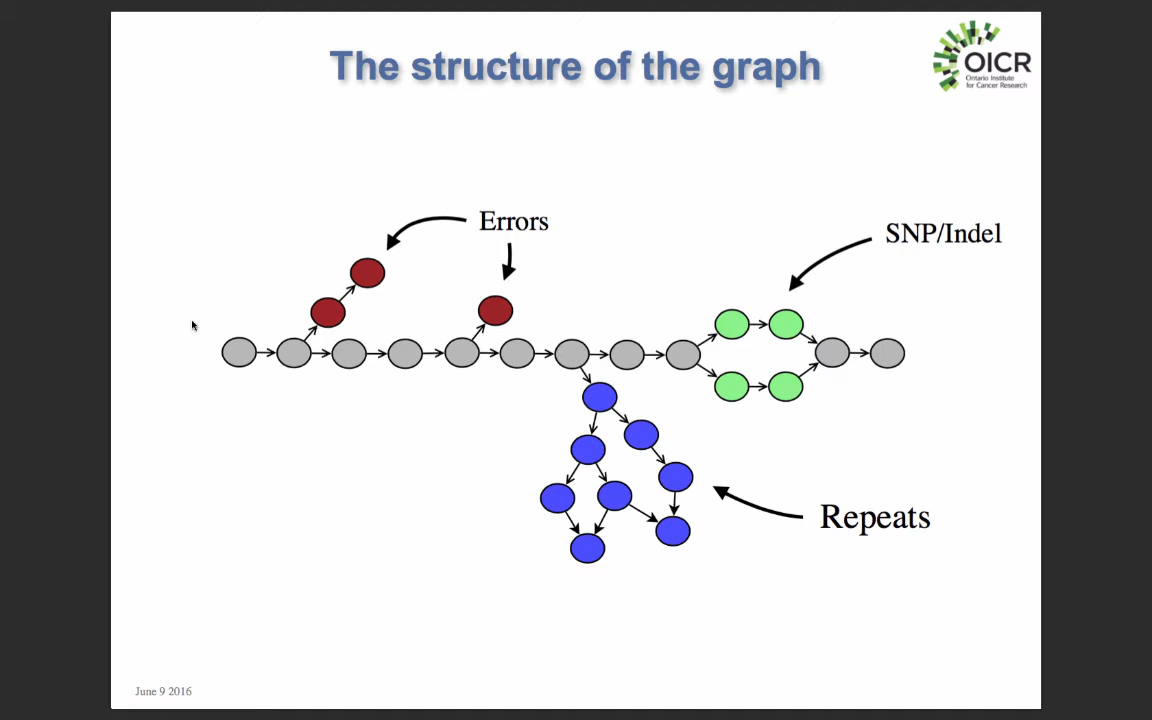 The structure of the graph
OICR
Ontario Institute
for Cancer Research
Errors
SNP/Indel
Repeats
June 9 2016